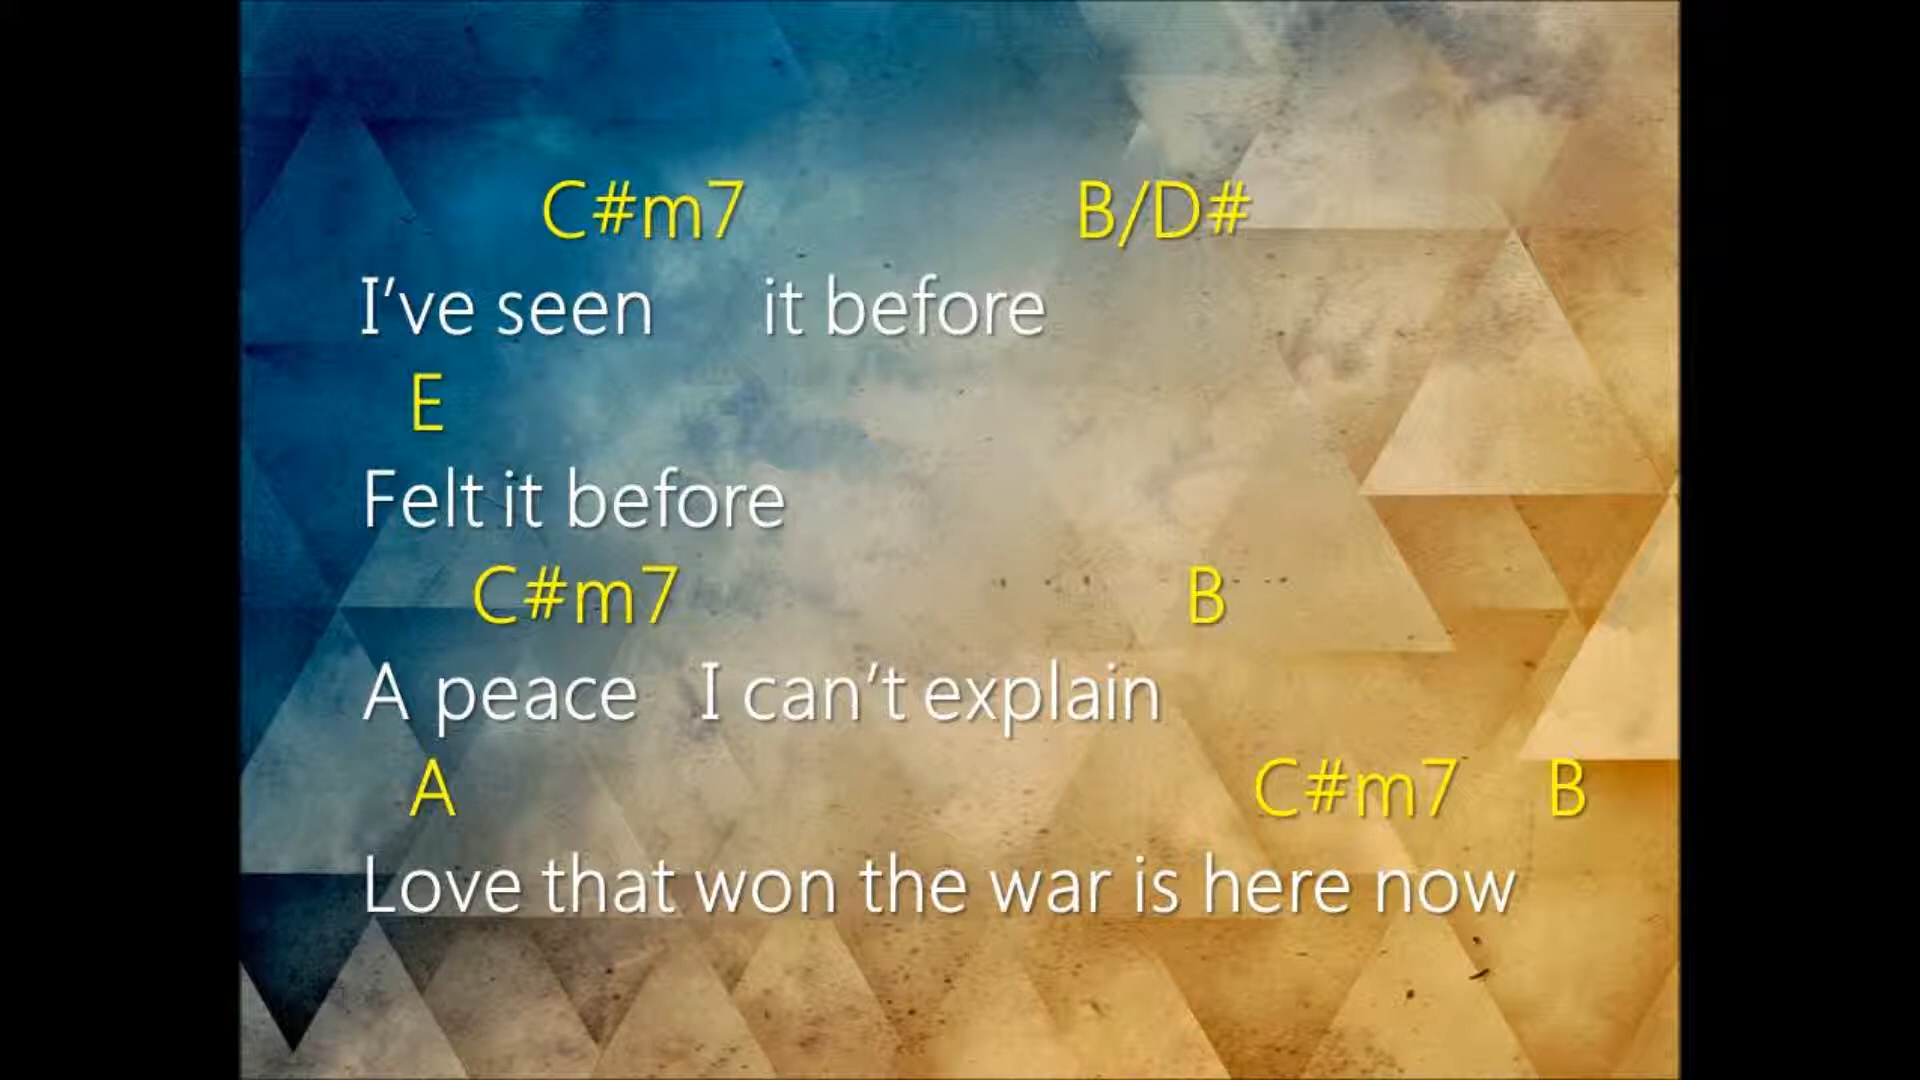 C#m7 B/D#
I've seen it before
E
Felt it before
C#m7 B
A peace I can't explain
A C#m7 B
Love that won the war is here now